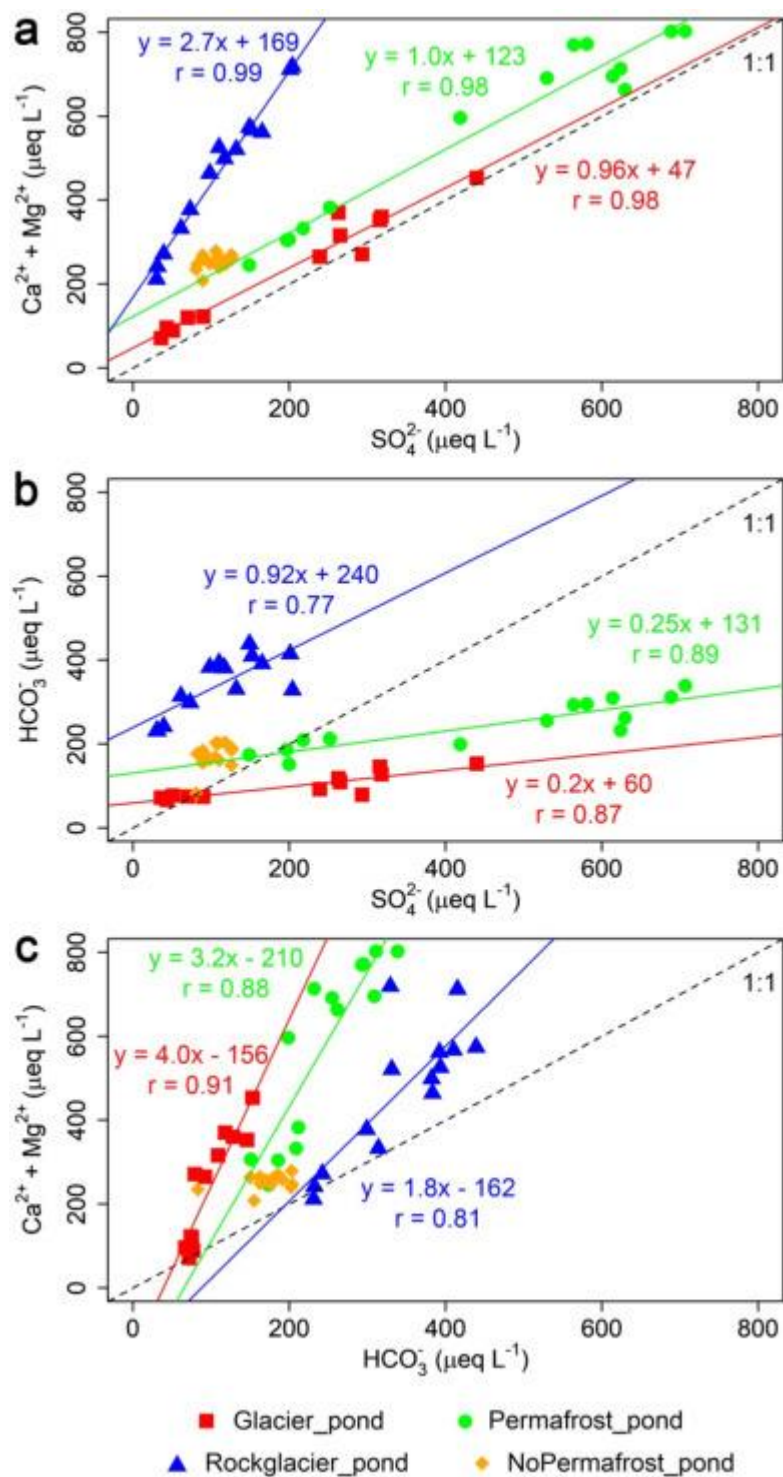 a
y = 2.7x + 169
r = 0.99
y = 1.0x + 123
r = 0.98
1:1
y = 0.96x + 47
r = 0.98
Ca²⁺ + Mg²⁺ (µeq L⁻¹)
0 200 400 600 800
0 200 400 600 800
SO₄²⁻ (µeq L⁻¹)
b
1:1
y = 0.92x + 240
r = 0.77
y = 0.25x + 131
r = 0.89
y = 0.2x + 60
r = 0.87
HCO₃⁻ (µeq L⁻¹)
0 200 400 600 800
0 200 400 600 800
SO₄²⁻ (µeq L⁻¹)
c
y = 3.2x - 210
r = 0.88
1:1
y = 4.0x - 156
r = 0.91
y = 1.8x - 162
r = 0.81
Ca²⁺ + Mg²⁺ (µeq L⁻¹)
0 200 400 600 800
0 200 400 600 800
HCO₃⁻ (µeq L⁻¹)
Glacier_pond
Permafrost_pond
Rockglacier_pond
NoPermafrost_pond